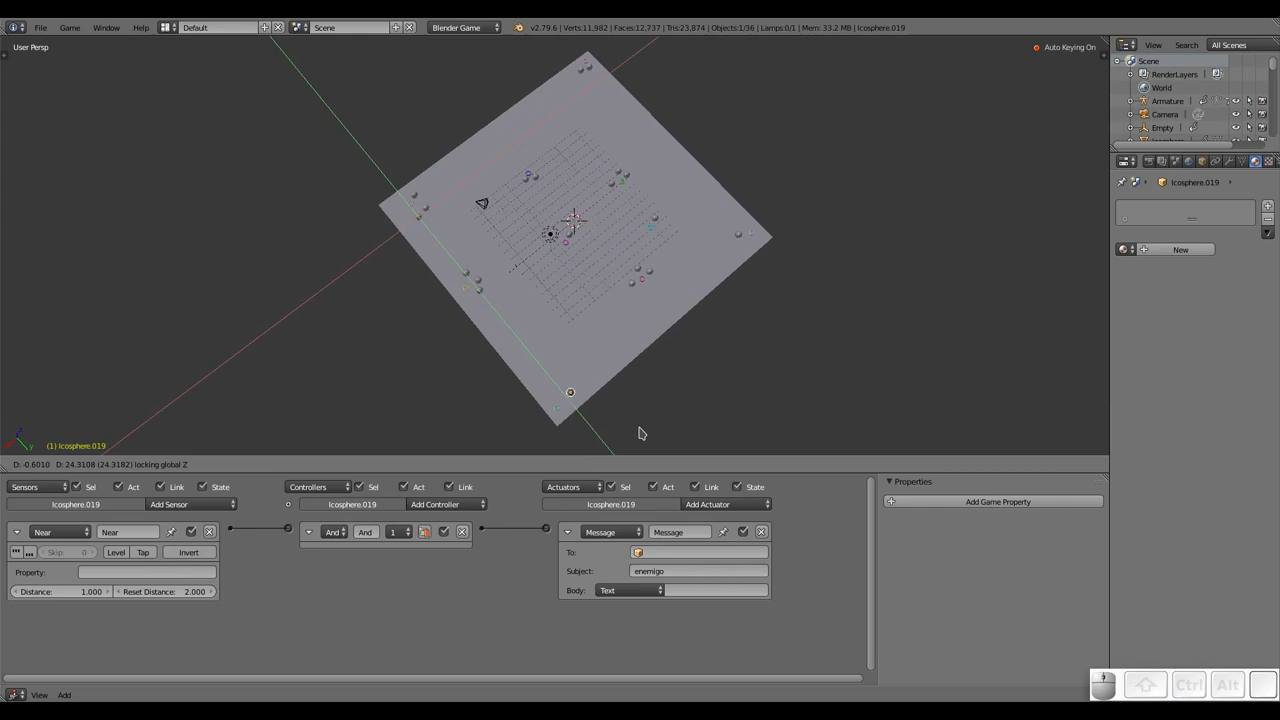 File Game Window Help Default Scene Blender Game v2.79.6 | Verts:11,982 | Faces:12,737 | Tris:23,874 | Objects:1/36 | Lamps:0/1 | Mem: 33.2 MB | Icosphere.019
User Persp
Auto Keying On
View Search All Scenes
Scene
RenderLayers
World
Armature
Camera
Empty
Icosphere.019
New
(1) Icosphere.019
D: -0.6010 D: 24.3108 (24.3182) locking global Z
Sensors Sel Act Link State Controllers Sel Act Link Actuators Sel Act Link State
Properties
Icosphere.019 Add Sensor Icosphere.019 Add Controller Icosphere.019 Add Actuator
Add Game Property
Near Near And And 1 Message Message
Skip: 0 Level Tap Invert To:
Property: Subject: enemigo
Distance: 1.000 Reset Distance: 2.000 Body: Text
View Add
Ctrl Alt